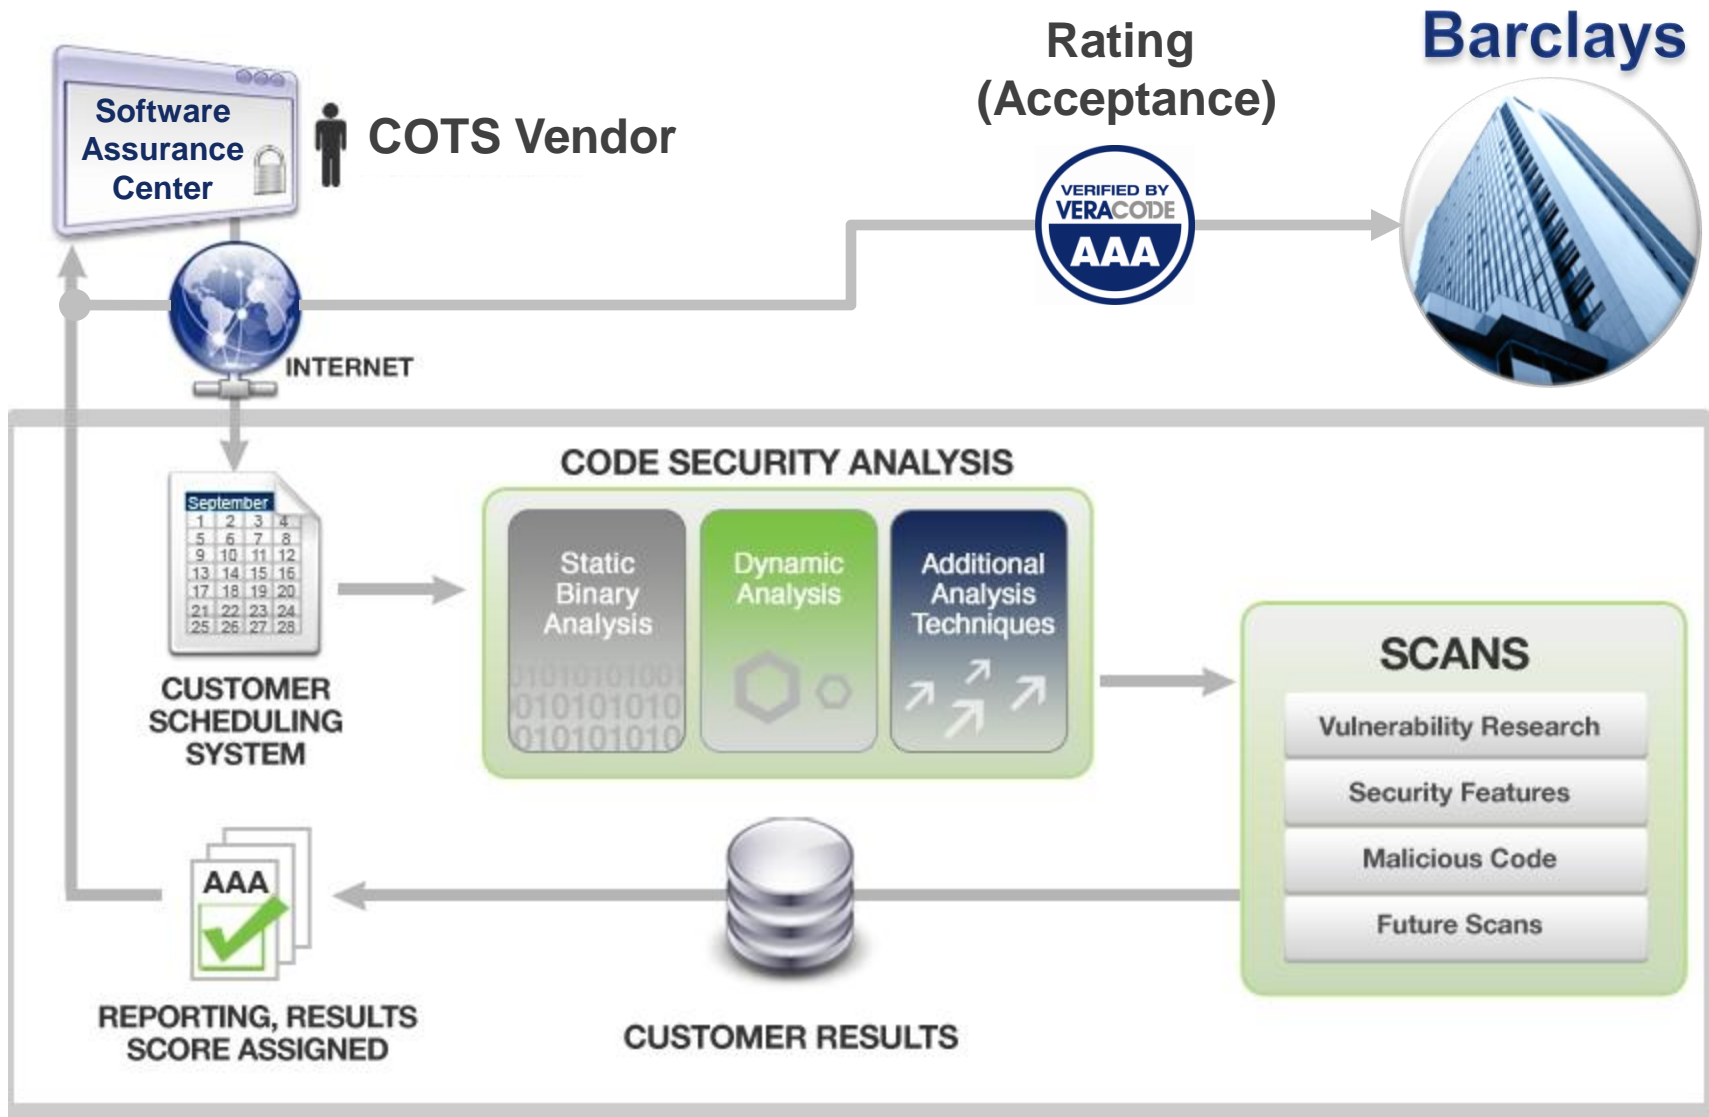 Software
Assurance
Center
COTS Vendor
Rating
(Acceptance)
Barclays
VERIFIED BY
VERACODE
AAA
INTERNET
CODE SECURITY ANALYSIS
September
1 2 3 4
5 6 7 8
9 10 11 12
13 14 15 16
17 18 19 20
21 22 23 24
25 26 27 28
CUSTOMER
SCHEDULING
SYSTEM
Static
Binary
Analysis
01010101001
010101010
010101010
Dynamic
Analysis
Additional
Analysis
Techniques
SCANS
Vulnerability Research
Security Features
Malicious Code
Future Scans
AAA
REPORTING, RESULTS
SCORE ASSIGNED
CUSTOMER RESULTS